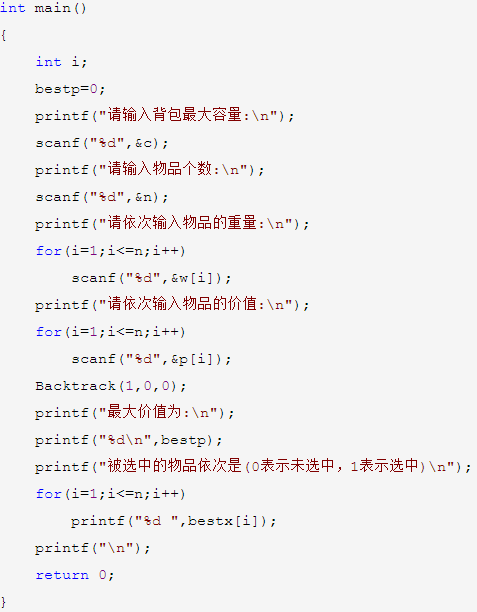 int main()
{
    int i;
    bestp=0;
    printf("请输入背包最大容量:\n");
    scanf("%d",&c);
    printf("请输入物品个数:\n");
    scanf("%d",&n);
    printf("请依次输入物品的重量:\n");
    for(i=1;i<=n;i++)
        scanf("%d",&w[i]);
    printf("请依次输入物品的价值:\n");
    for(i=1;i<=n;i++)
        scanf("%d",&p[i]);
    Backtrack(1,0,0);
    printf("最大价值为:\n");
    printf("%d\n",bestp);
    printf("被选中的物品依次是(0表示未选中，1表示选中)\n");
    for(i=1;i<=n;i++)
        printf("%d ",bestx[i]);
    printf("\n");
    return 0;
}